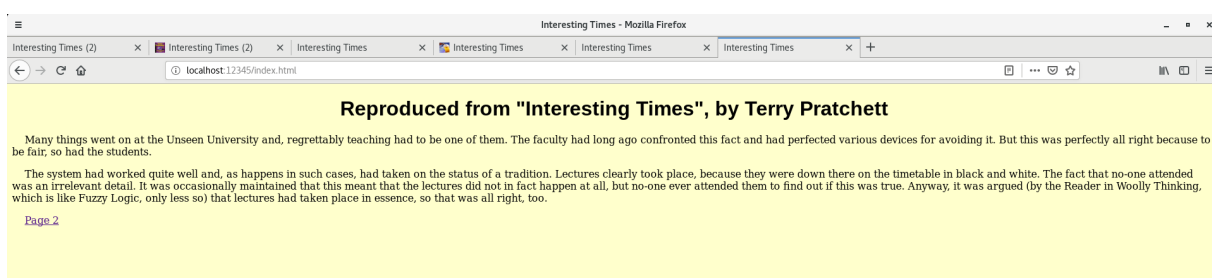 Interesting Times - Mozilla Firefox
Interesting Times (2)
Interesting Times (2)
Interesting Times
Interesting Times
Interesting Times
Interesting Times
localhost:12345/index.html
Reproduced from "Interesting Times", by Terry Pratchett
Many things went on at the Unseen University and, regrettably teaching had to be one of them. The faculty had long ago confronted this fact and had perfected various devices for avoiding it. But this was perfectly all right because to
be fair, so had the students.
The system had worked quite well and, as happens in such cases, had taken on the status of a tradition. Lectures clearly took place, because they were down there on the timetable in black and white. The fact that no-one attended
was an irrelevant detail. It was occasionally maintained that this meant that the lectures did not in fact happen at all, but no-one ever attended them to find out if this was true. Anyway, it was argued (by the Reader in Woolly Thinking,
which is like Fuzzy Logic, only less so) that lectures had taken place in essence, so that was all right, too.
Page 2